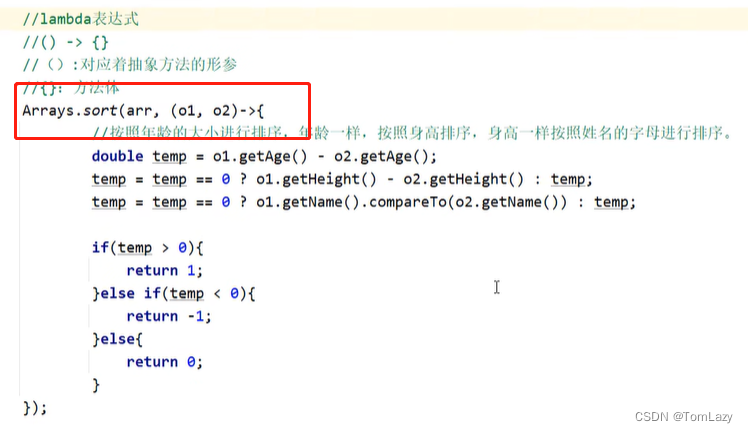 //lambda表达式
//() -> {}
//（）:对应着抽象方法的形参
//{}：方法体
Arrays.sort(arr, (o1, o2)->{
//按照年龄的大小进行排序，年龄一样，按照身高排序，身高一样按照姓名的字母进行排序。
double temp = o1.getAge() - o2.getAge();
temp = temp == 0 ? o1.getHeight() - o2.getHeight() : temp;
temp = temp == 0 ? o1.getName().compareTo(o2.getName()) : temp;
if(temp > 0){
return 1;
}else if(temp < 0){
return -1;
}else{
return 0;
}
});
CSDN @TomLazy